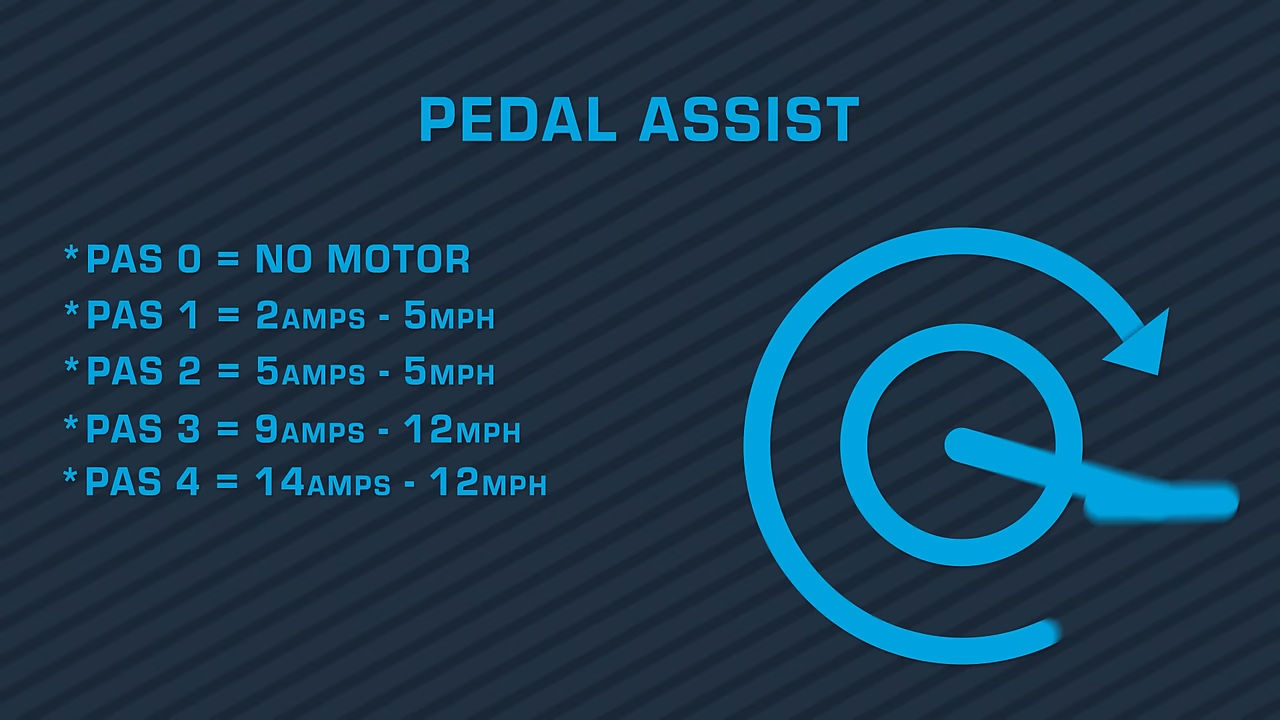 PEDAL ASSIST
*PAS 0 = NO MOTOR
*PAS 1 = 2AMPS - 5MPH
*PAS 2 = 5AMPS - 5MPH
*PAS 3 = 9AMPS - 12MPH
*PAS 4 = 14AMPS - 12MPH